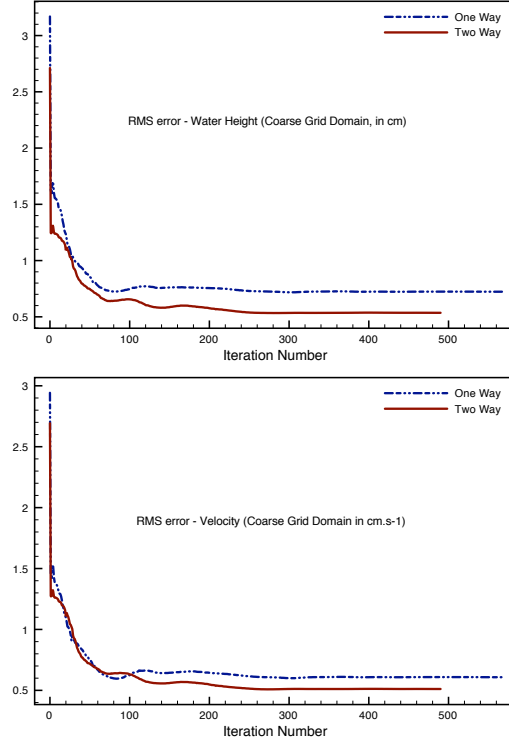 3
2.5
2
1.5
1
0.5
One Way
Two Way
RMS error - Water Height (Coarse Grid Domain, in cm)
0 100 200 300 400 500
Iteration Number
3
2.5
2
1.5
1
0.5
One Way
Two Way
RMS error - Velocity (Coarse Grid Domain in cm.s-1)
0 100 200 300 400 500
Iteration Number